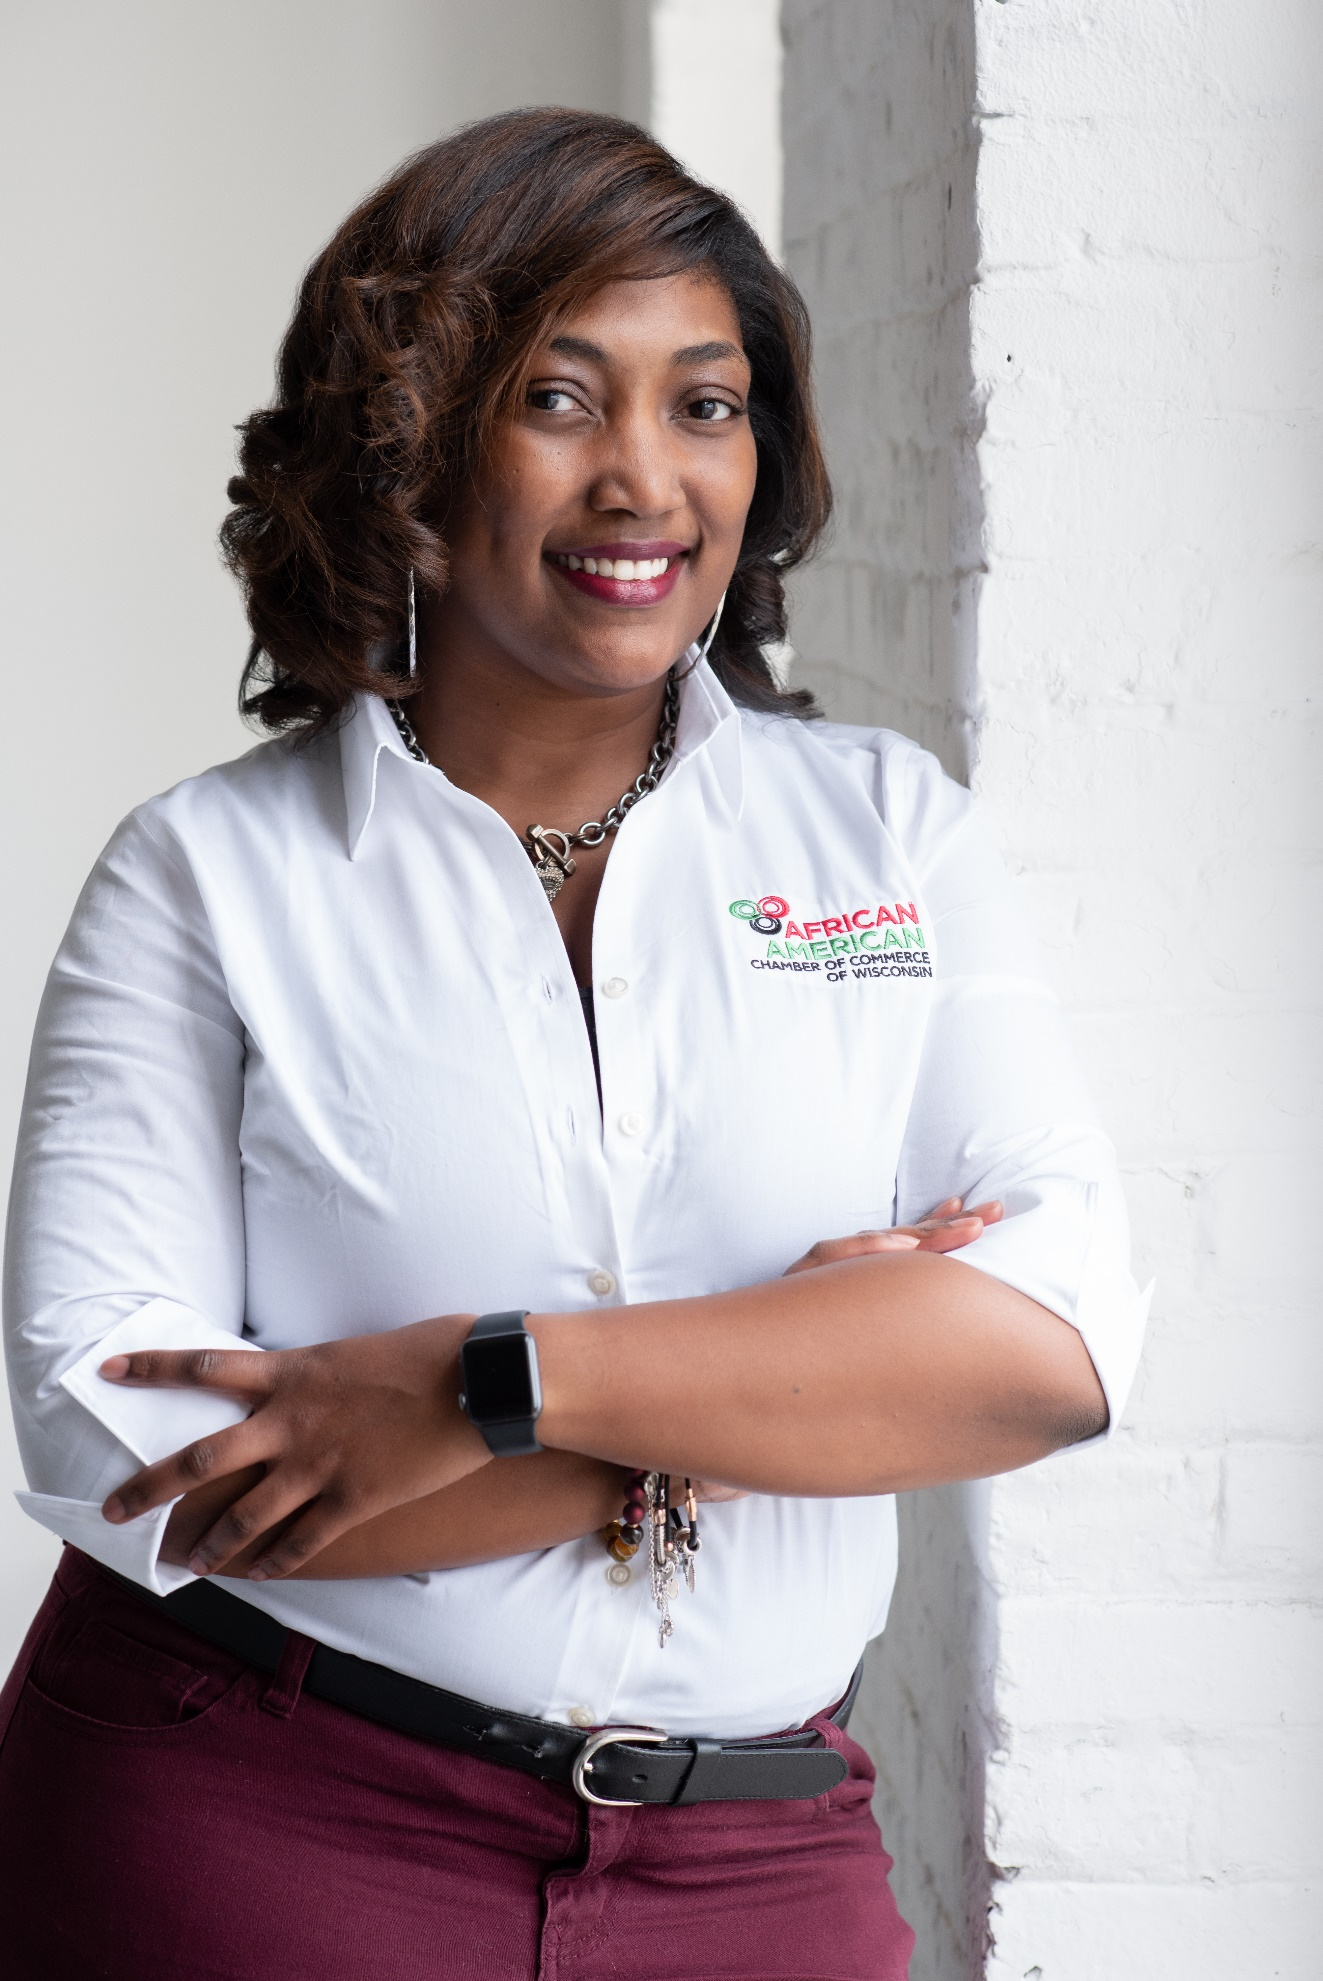 AFRICAN
AMERICAN
CHAMBER OF COMMERCE
OF WISCONSIN